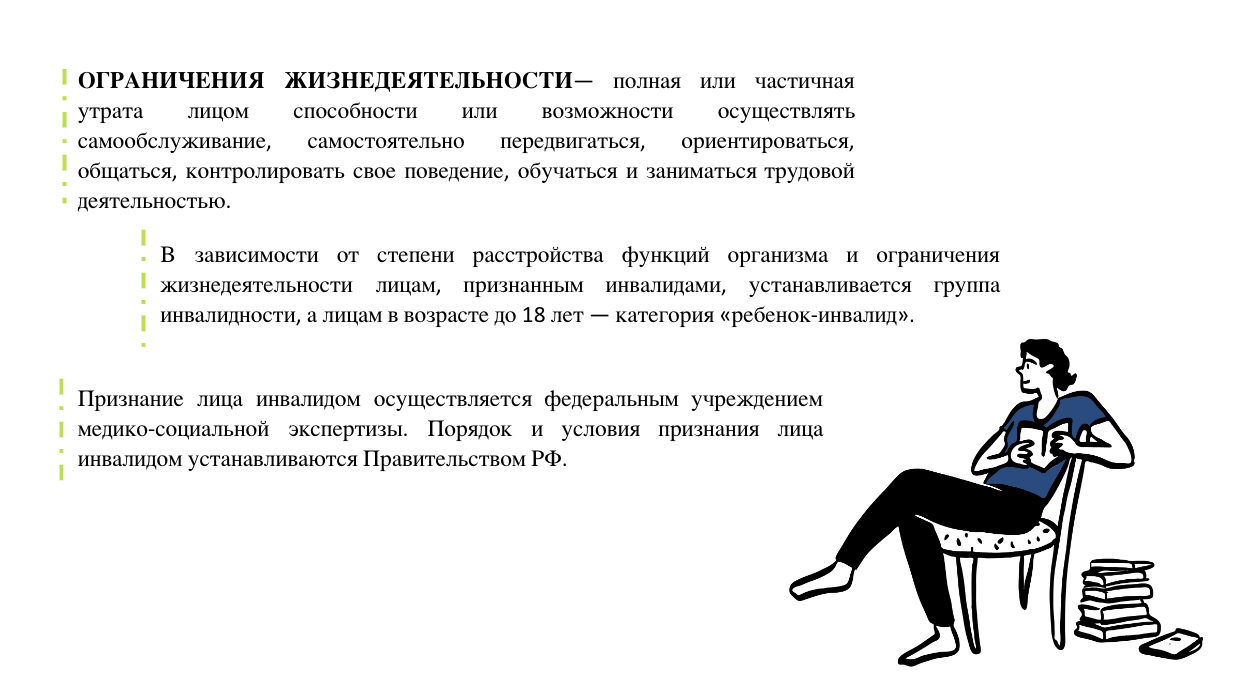 ОГРАНИЧЕНИЯ ЖИЗНЕДЕЯТЕЛЬНОСТИ— полная или частичная
утрата лицом способности или возможности осуществлять
самообслуживание, самостоятельно передвигаться, ориентироваться,
общаться, контролировать свое поведение, обучаться и заниматься трудовой
деятельностью.
В зависимости от степени расстройства функций организма и ограничения
жизнедеятельности лицам, признанным инвалидами, устанавливается группа
инвалидности, а лицам в возрасте до 18 лет — категория «ребенок-инвалид».
Признание лица инвалидом осуществляется федеральным учреждением
медико-социальной экспертизы. Порядок и условия признания лица
инвалидом устанавливаются Правительством РФ.